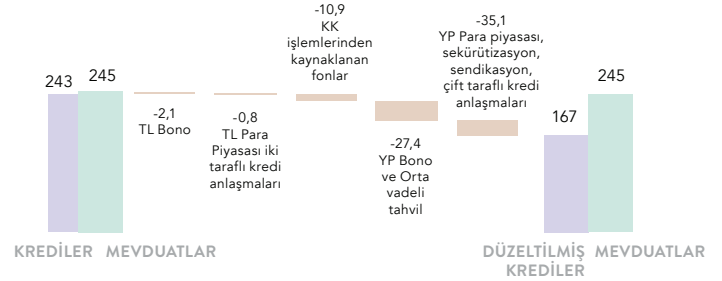 243
245
-2,1
TL Bono
-0,8
TL Para
Piyasası iki
taraflı kredi
anlaşmaları
-10,9
KK
işlemlerinden
kaynaklanan
fonlar
-27,4
YP Bono
ve Orta
vadeli
tahvil
-35,1
YP Para piyasası,
sekürütizasyon,
sendikasyon,
çift taraflı kredi
anlaşmaları
167
245
KREDİLER
MEVDUATLAR
DÜZELTİLMİŞ
KREDİLER
MEVDUATLAR